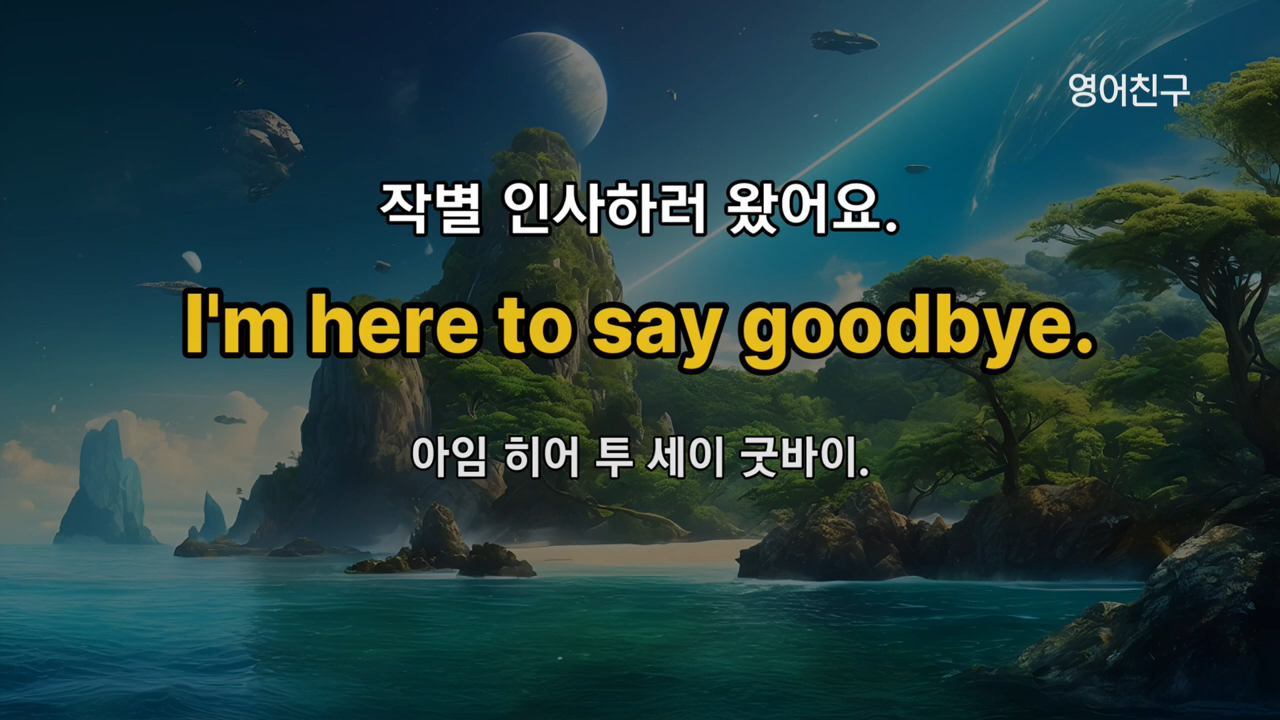 영어친구
작별 인사하러 왔어요.
I'm here to say goodbye.
아임 히어 투 세이 굿바이.